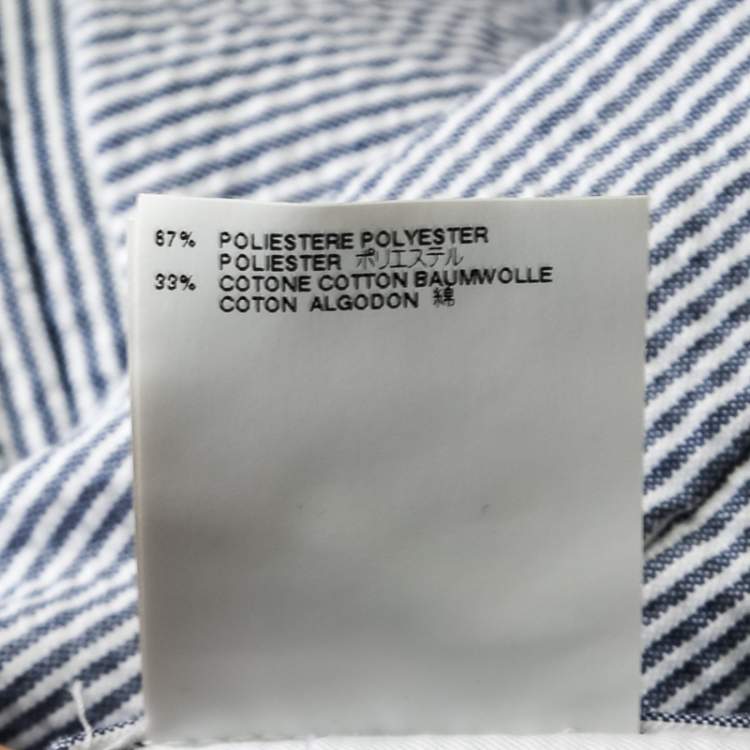 67% POLIESTERE POLYESTER
POLIESTER ポリエステル
33% COTONE COTTON BAUMWOLLE
COTON ALGODON 綿